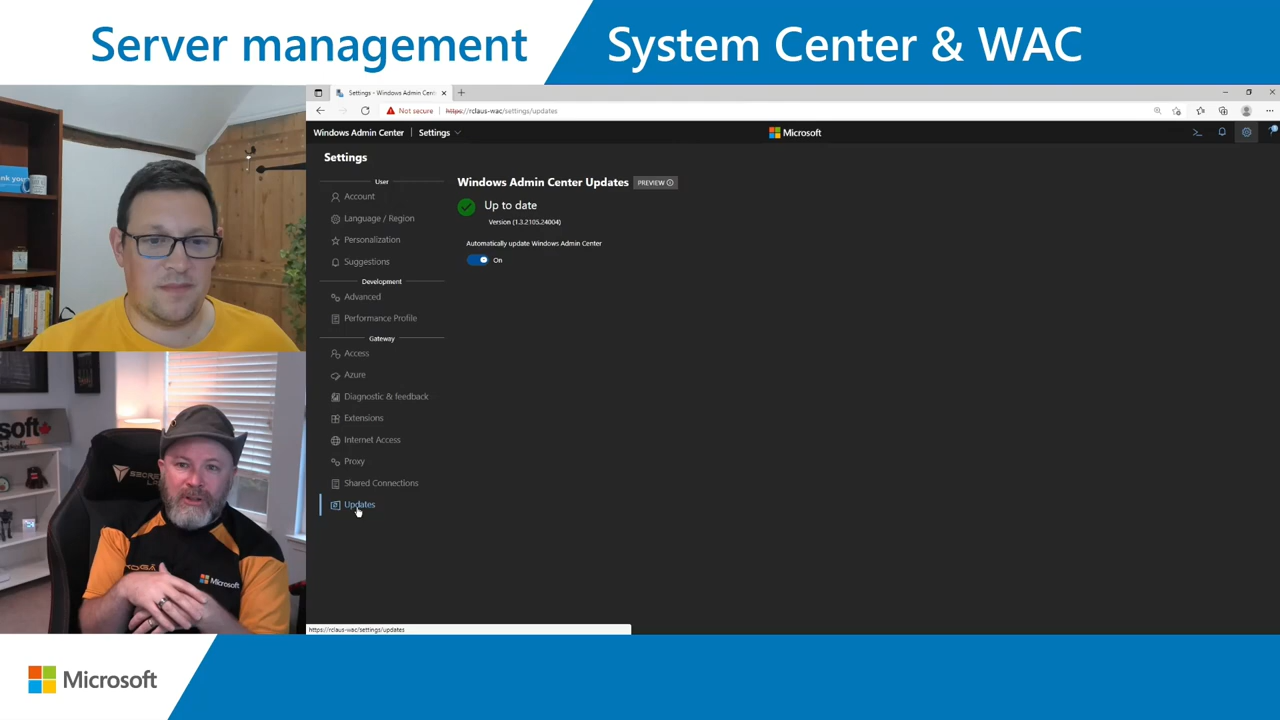 Server management
System Center & WAC
Settings - Windows Admin Cent
Not secure
https://rclaus-wac/settings/updates
Windows Admin Center
Settings
Microsoft
Settings
User
Account
Language / Region
Personalization
Suggestions
Development
Advanced
Performance Profile
Gateway
Access
Azure
Diagnostic & feedback
Extensions
Internet Access
Proxy
Shared Connections
Updates
Windows Admin Center Updates
PREVIEW
Up to date
Version (1.3.2105.24004)
Automatically update Windows Admin Center
On
https://rclaus-wac/settings/updates
Microsoft
Microsoft